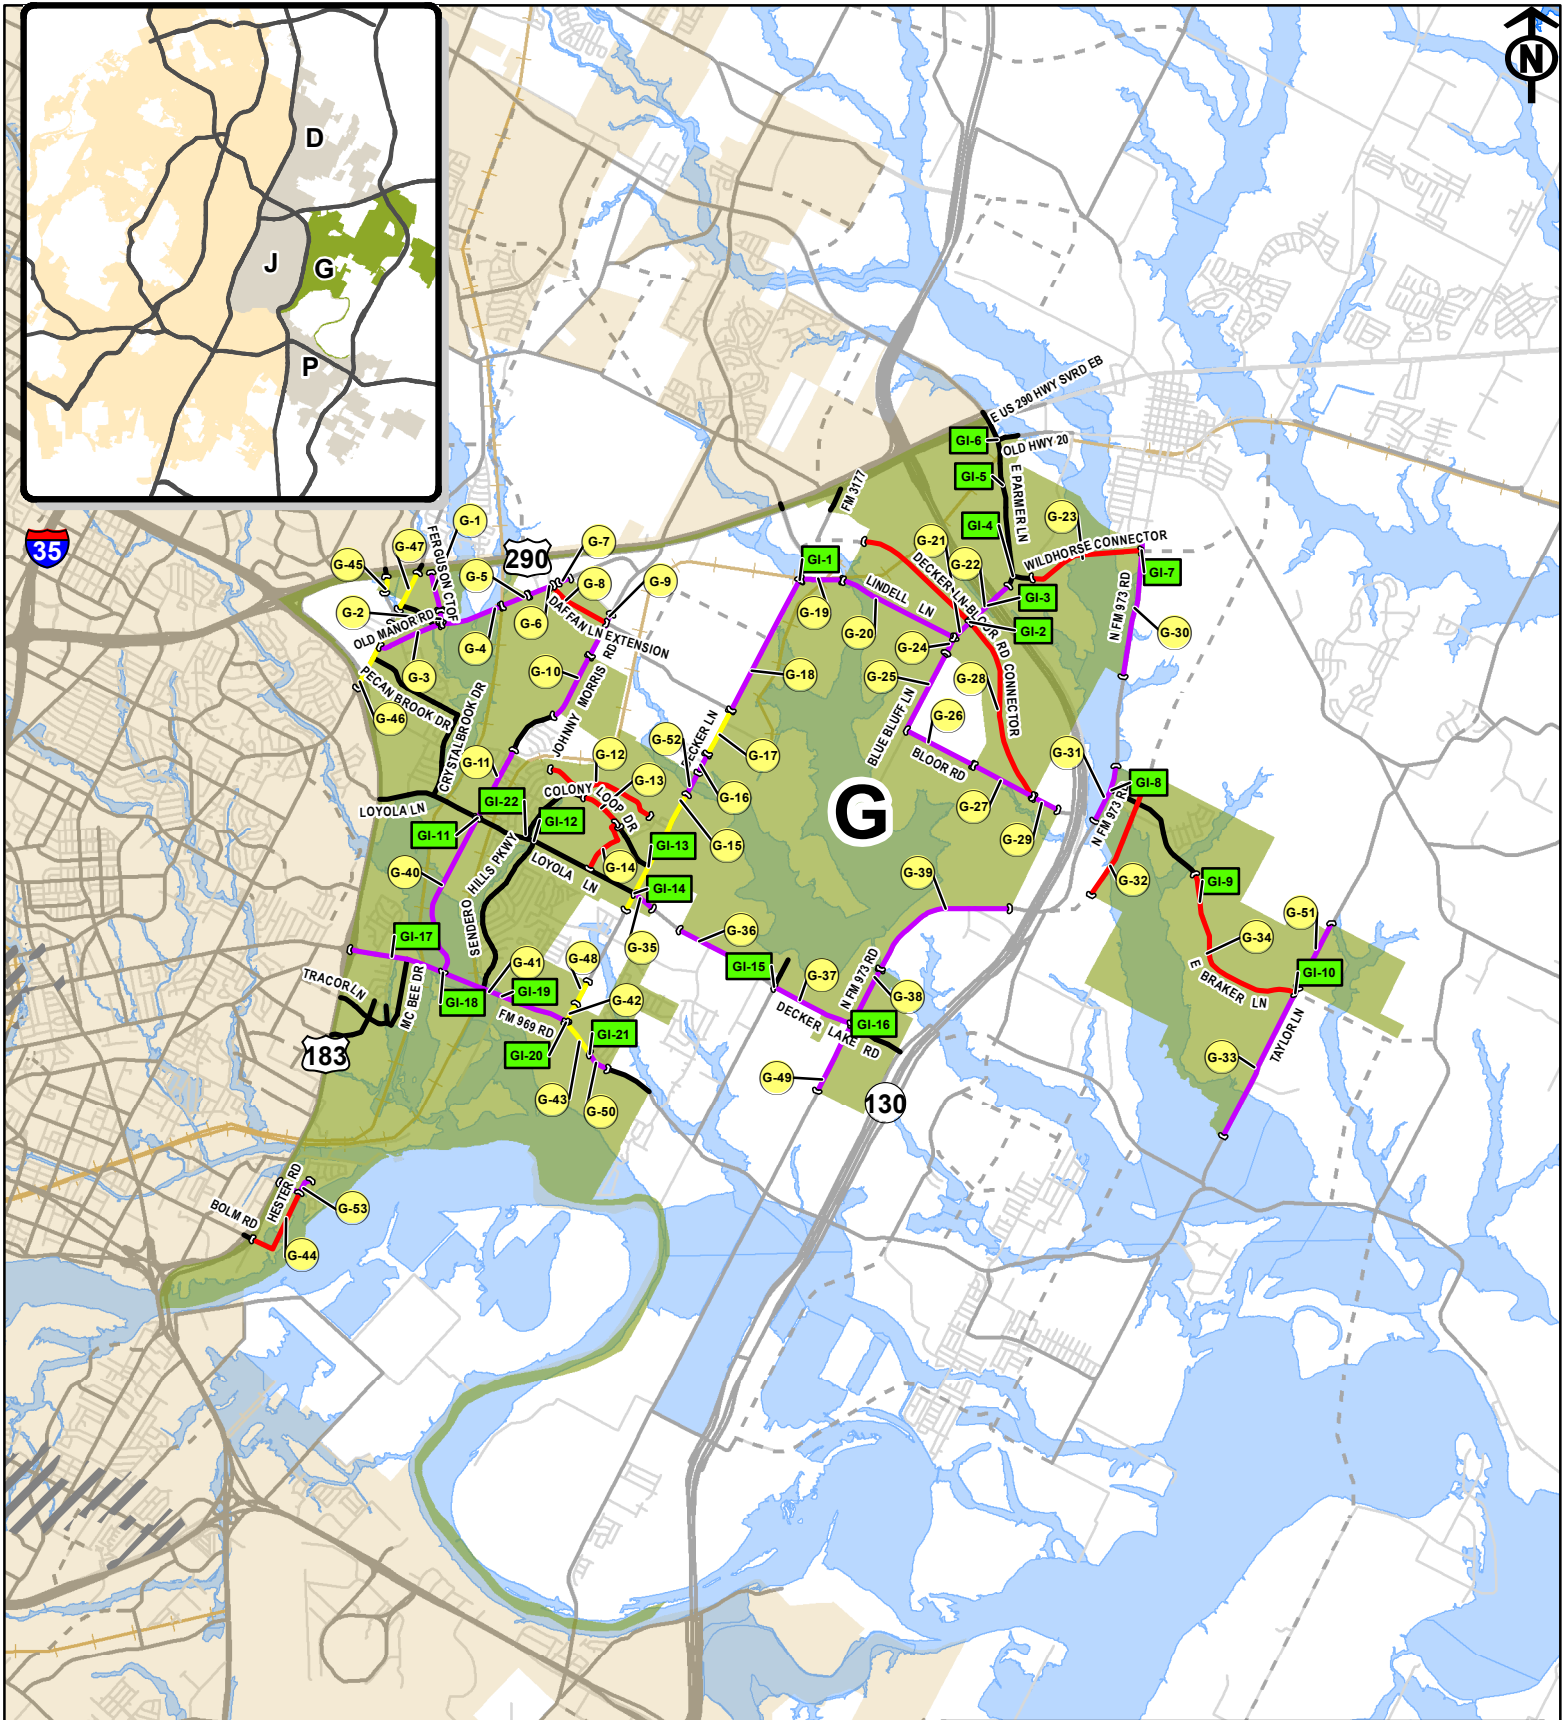 N
D
J
G
P
E US 290 HWY SVRD EB
GI-6
OLD HWY 20
GI-5
FM 3177
E PARMER LN
G-1
G-23
GI-4
FERGUSON CTOF
35
G-47
290
G-7
G-21
WILDHORSE CONNECTOR
G-45
GI-1
G-22
GI-7
G-5
G-8
G-9
DECKER LN-BLOOR RD CONNECTOR
LINDELL LN
GI-3
N FM 973 RD
G-2
OLD MANOR RD
G-6
DAFFAN LN EXTENSION
G-19
G-20
GI-2
G-30
G-4
G-24
G-3
G-10
G-18
G-25
G-28
PECAN BROOK DR
G-46
CRYSTALBROOK DR
JOHNNY MORRIS RD
BLUE BLUFF LN
G-26
G-52
DECKER LN
G-17
G-31
G-11
G-12
BLOOR RD
G-13
COLONY LOOP DR
G-16
GI-8
LOYOLA LN
GI-22
G
G-27
N FM 973 RD
GI-11
GI-12
G-29
G-15
GI-13
G-14
LOYOLA LN
G-40
SENDERO HILLS PKWY
GI-14
G-39
G-32
GI-9
G-51
GI-17
G-35
G-36
G-34
G-41
G-48
GI-15
G-37
N FM 973 RD
E BRAKER LN
GI-10
TRACOR LN
MC BEE DR
GI-18
GI-19
G-42
G-38
FM 969 RD
GI-21
DECKER LAKE RD
GI-16
TAYLOR LN
183
GI-20
G-33
G-49
G-43
G-50
130
HESTER RD
BOLM RD
G-53
G-44